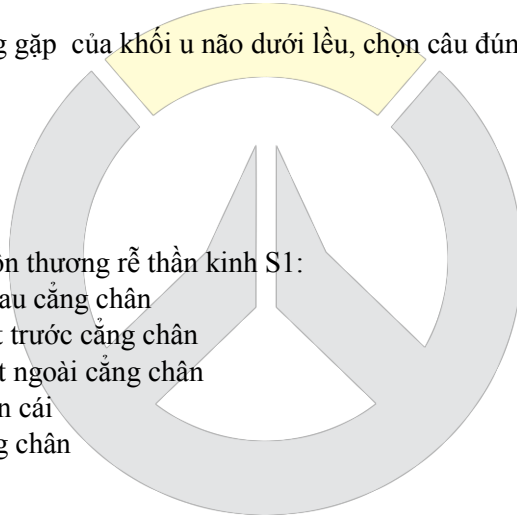 g gặp  của khối u não dưới lều, chọn câu đún
ôn thương rễ thần kinh S1:
au cẳng chân
t trước cẳng chân
t ngoài cẳng chân
n cái
g chân